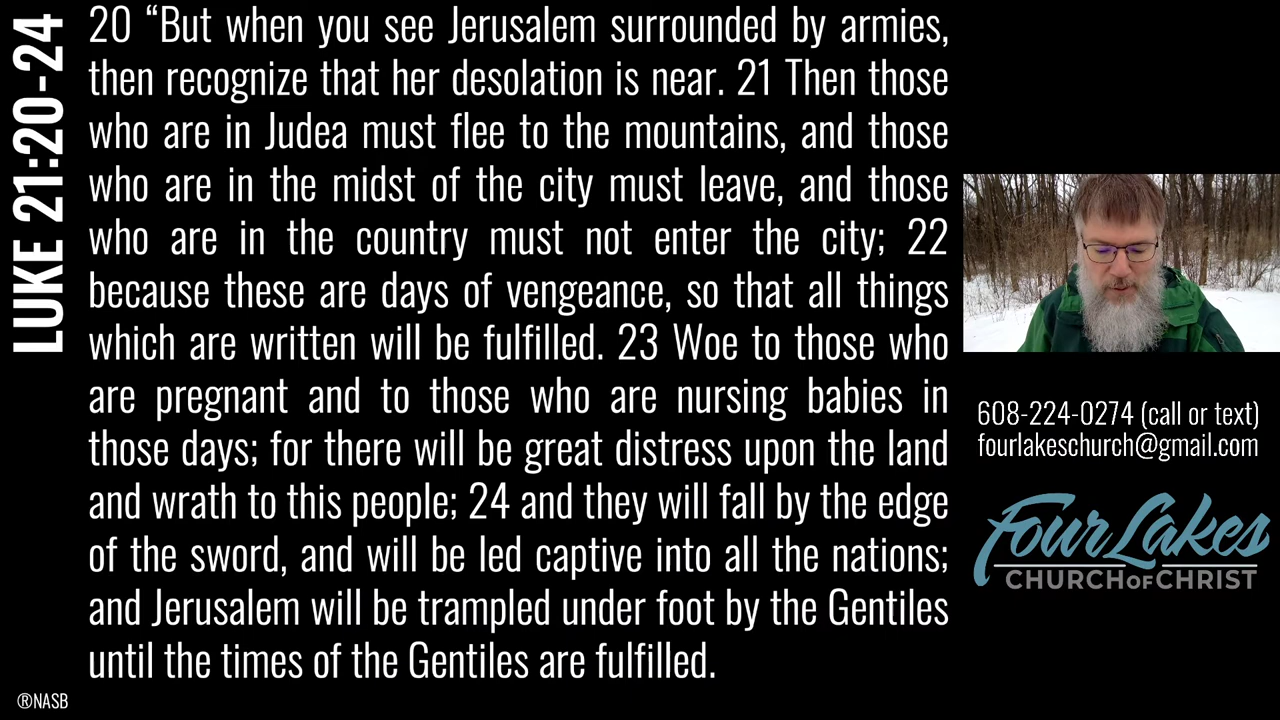 LUKE 21:20-24
20 “But when you see Jerusalem surrounded by armies,
then recognize that her desolation is near. 21 Then those
who are in Judea must flee to the mountains, and those
who are in the midst of the city must leave, and those
who are in the country must not enter the city; 22
because these are days of vengeance, so that all things
which are written will be fulfilled. 23 Woe to those who
are pregnant and to those who are nursing babies in
those days; for there will be great distress upon the land
and wrath to this people; 24 and they will fall by the edge
of the sword, and will be led captive into all the nations;
and Jerusalem will be trampled under foot by the Gentiles
until the times of the Gentiles are fulfilled.
®NASB
608-224-0274 (call or text)
fourlakeschurch@gmail.com
Four Lakes
CHURCH OF CHRIST